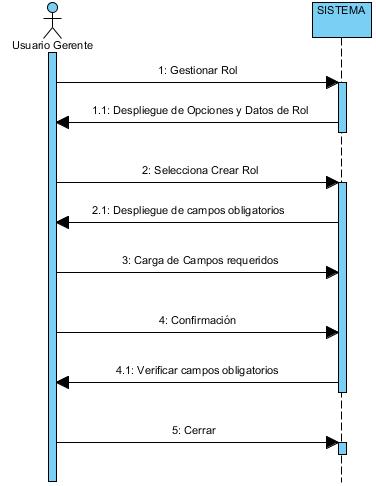 SISTEMA
Usuario Gerente
1: Gestionar Rol
1.1: Despliegue de Opciones y Datos de Rol
2: Selecciona Crear Rol
2.1: Despliegue de campos obligatorios
3: Carga de Campos requeridos
4: Confirmación
4.1: Verificar campos obligatorios
5: Cerrar